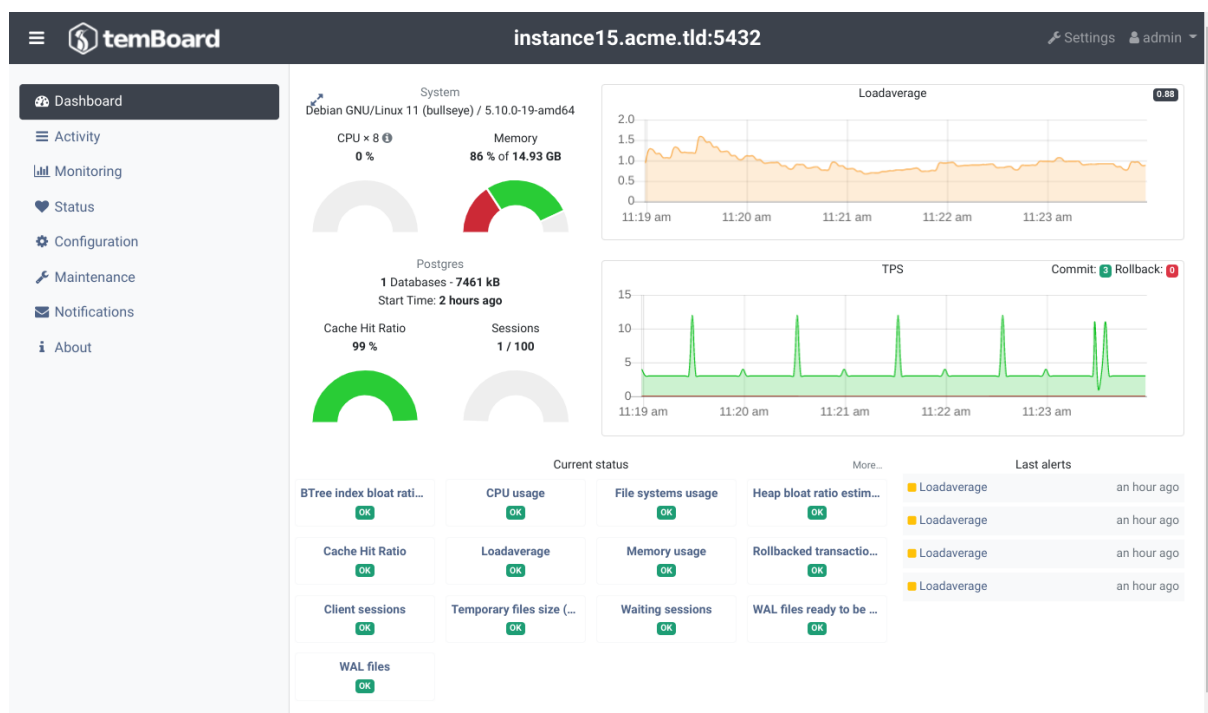 temBoard
instance15.acme.tld:5432
Settings admin
Dashboard
Activity
Monitoring
Status
Configuration
Maintenance
Notifications
About
System
Debian GNU/Linux 11 (bullseye) / 5.10.0-19-amd64
CPU × 8
0 %
Memory
86 % of 14.93 GB
Postgres
1 Databases - 7461 kB
Start Time: 2 hours ago
Cache Hit Ratio
99 %
Sessions
1 / 100
Loadaverage
0.88
2.0
1.5
1.0
0.5
0
11:19 am 11:20 am 11:21 am 11:22 am 11:23 am
TPS
Commit: 3 Rollback: 0
15
10
5
0
11:19 am 11:20 am 11:21 am 11:22 am 11:23 am
Current status
More...
BTree index bloat rati...
OK
CPU usage
OK
File systems usage
OK
Heap bloat ratio estim...
OK
Cache Hit Ratio
OK
Loadaverage
OK
Memory usage
OK
Rollbacked transactio...
OK
Client sessions
OK
Temporary files size (...
OK
Waiting sessions
OK
WAL files ready to be ...
OK
WAL files
OK
Last alerts
Loadaverage an hour ago
Loadaverage an hour ago
Loadaverage an hour ago
Loadaverage an hour ago